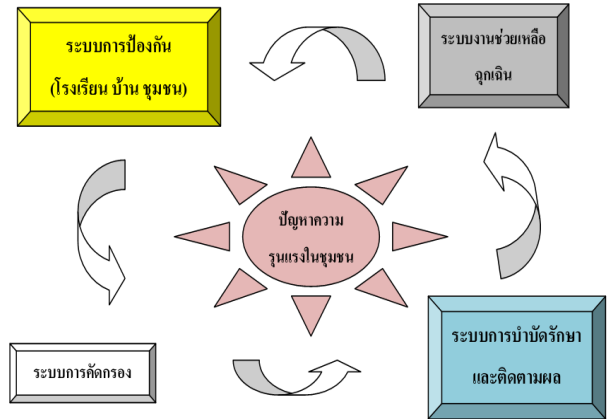 ระบบการป้องกัน
(โรงเรียน บ้าน ชุมชน)
ระบบงานช่วยเหลือ
ฉุกเฉิน
ปัญหาความ
รุนแรงในชุมชน
ระบบการคัดกรอง
ระบบการบำบัดรักษา
และติดตามผล